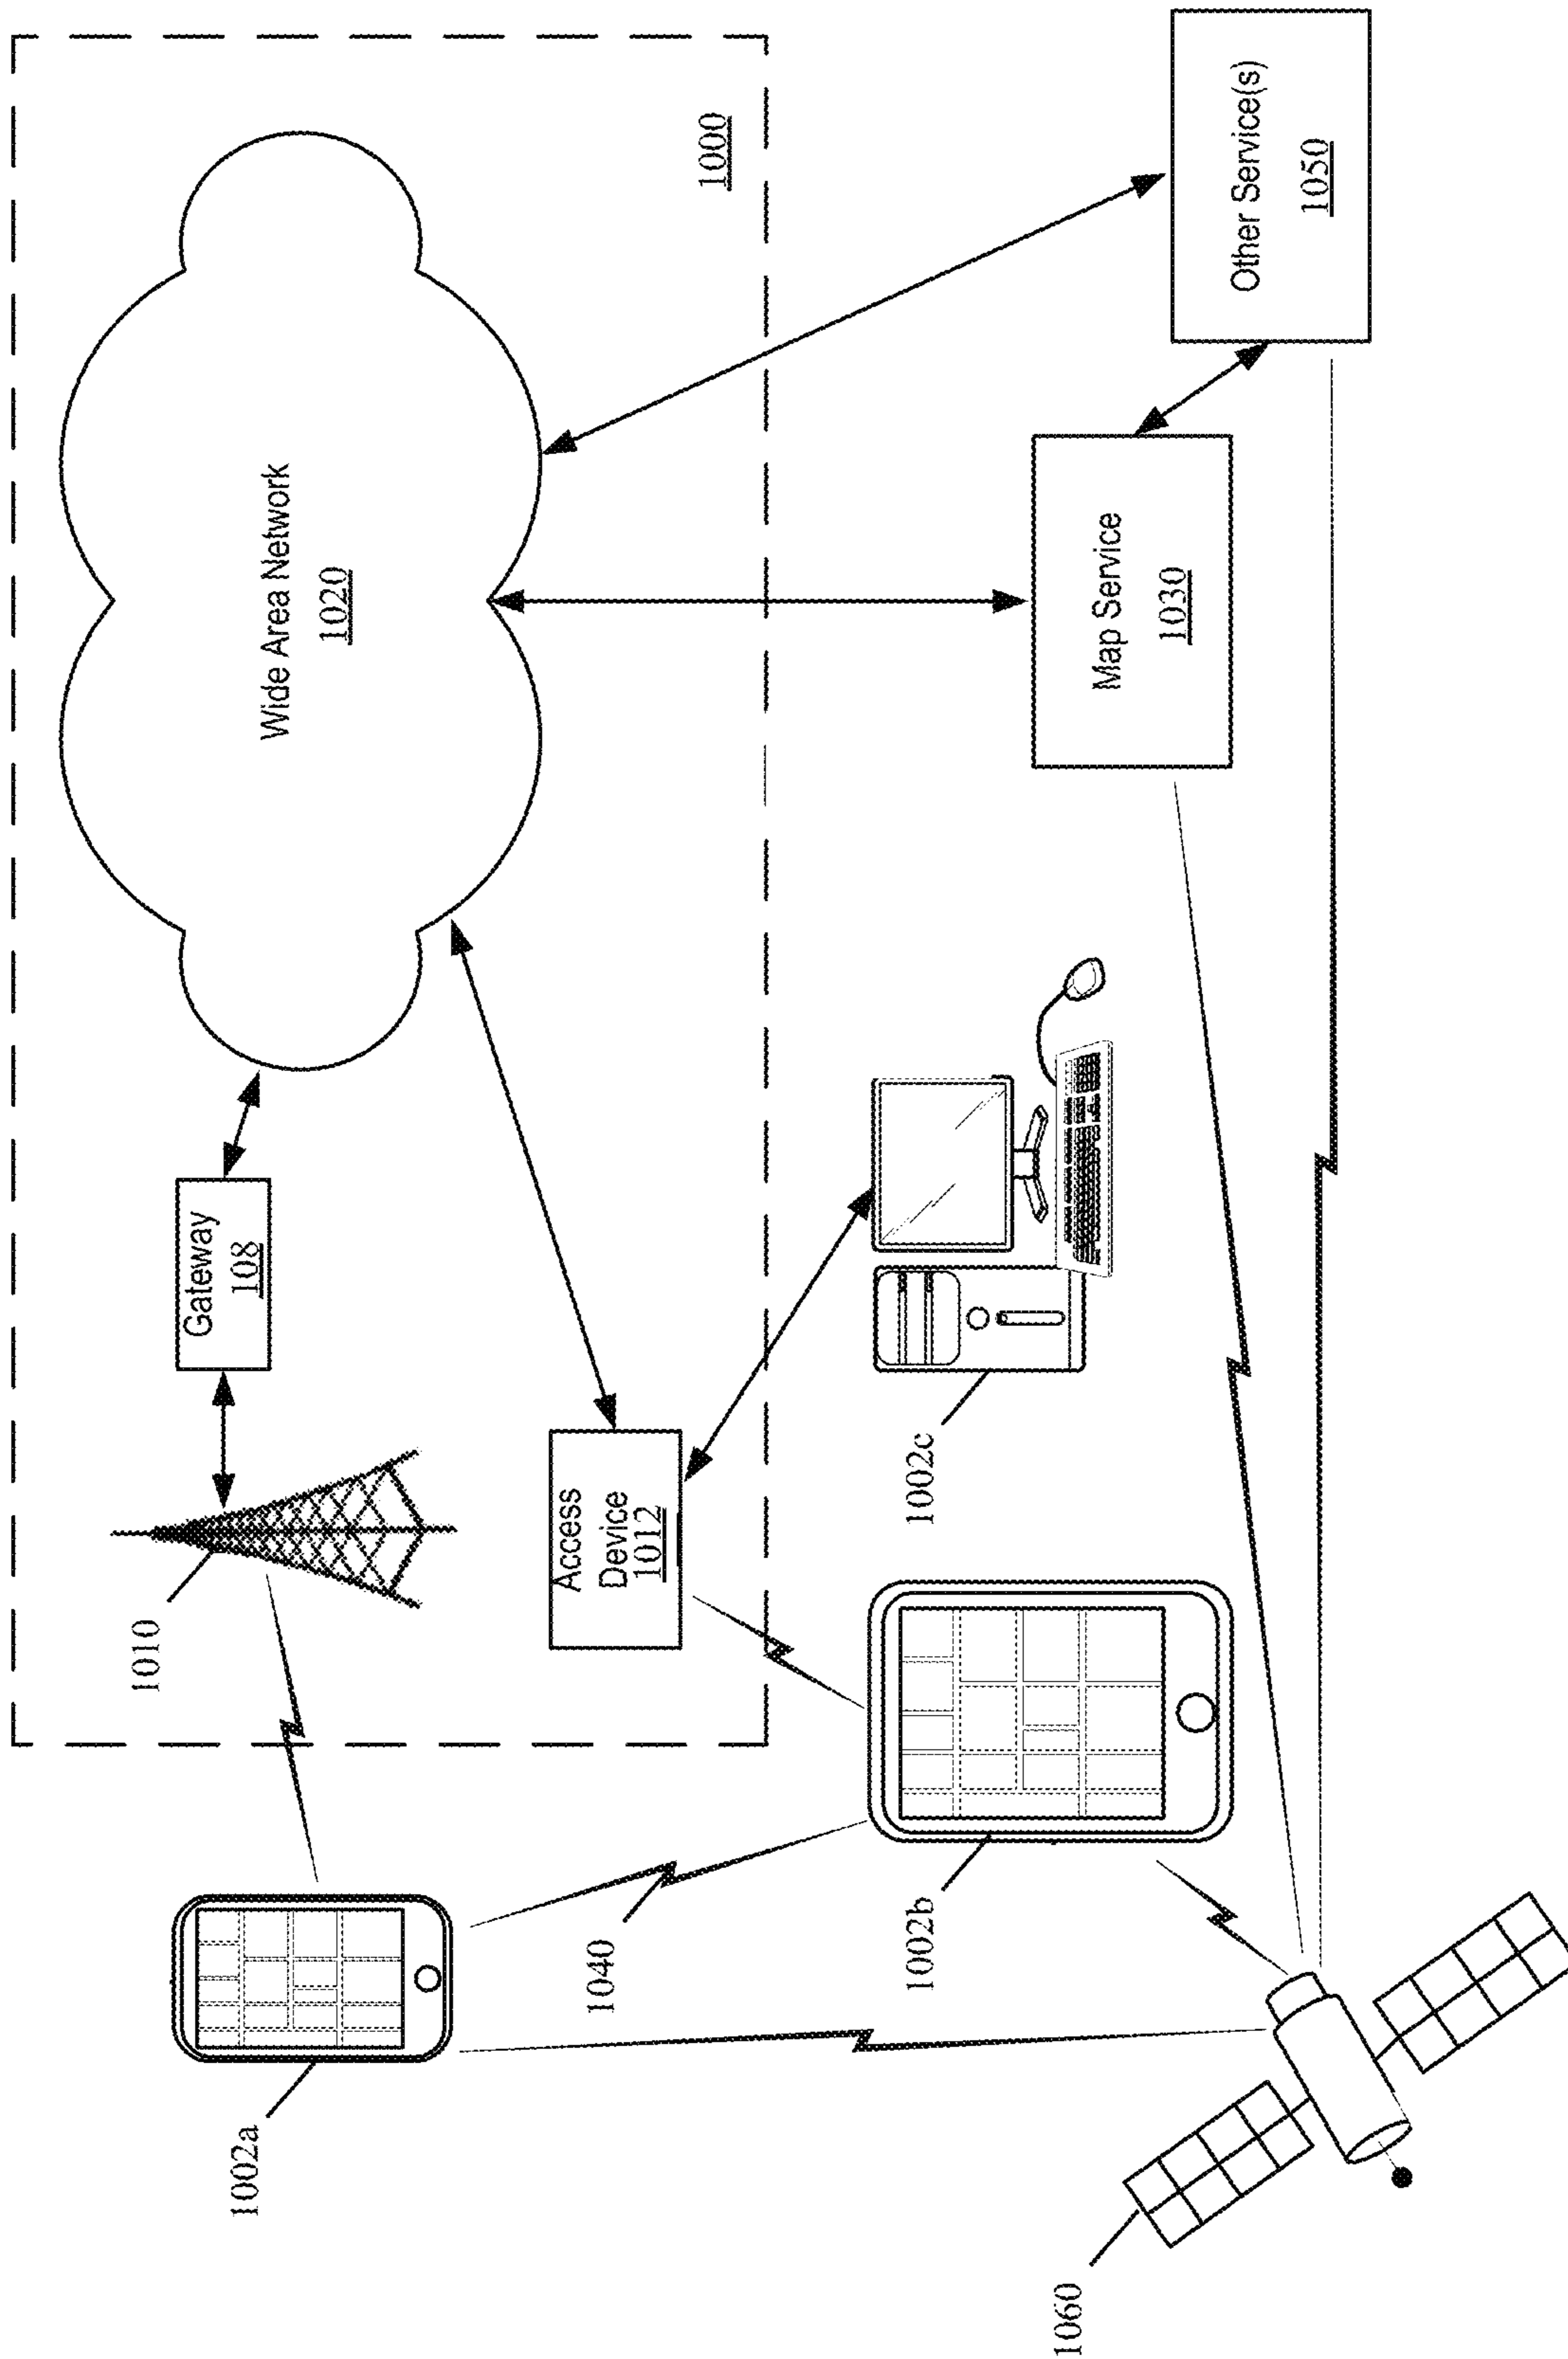 1002a
1010
Gateway
108
Wide Area Network
1020
1040
Access
Device
1012
1000
1002b
1002c
Map Service
1030
Other Service(s)
1050
1060